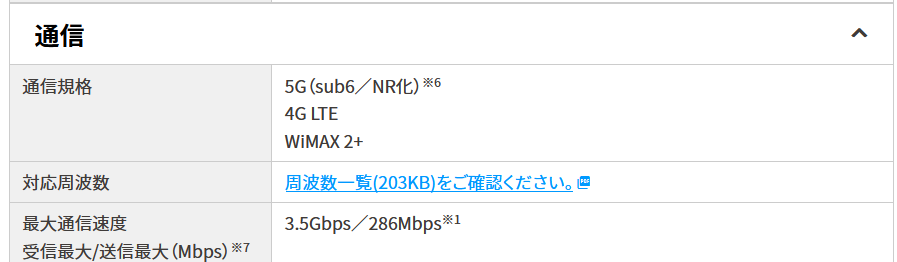 通信
通信規格
5G（sub6／NR化）※6
4G LTE
WiMAX 2+
対応周波数
周波数一覧(203KB)をご確認ください。
最大通信速度
受信最大/送信最大（Mbps）※7
3.5Gbps／286Mbps※1